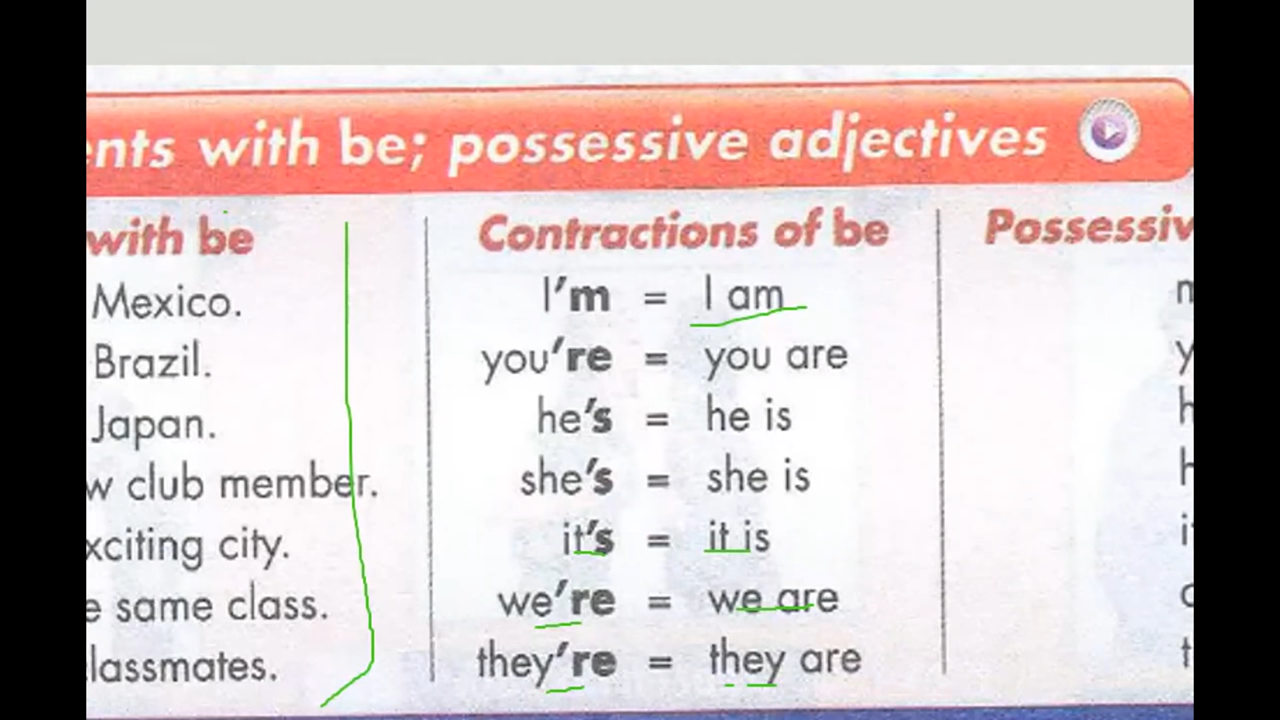 ents with be; possessive adjectives
with be
Mexico.
Brazil.
Japan.
w club member.
xciting city.
e same class.
lassmates.
Contractions of be
I'm = I am
you're = you are
he's = he is
she's = she is
it's = it is
we're = we are
they're = they are
Possessiv